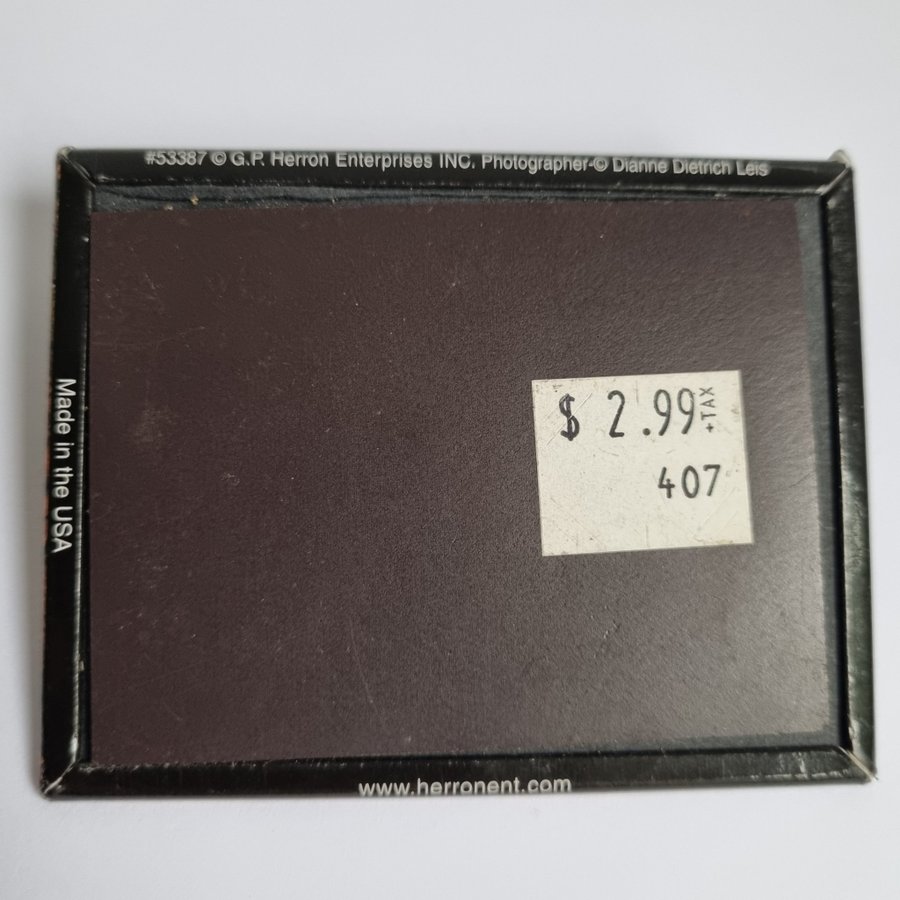 #53387 © G.P. Herron Enterprises INC. Photographer-© Dianne Dietrich Leis
Made in the USA
$ 2.99 +TAX
407
www.herronent.com